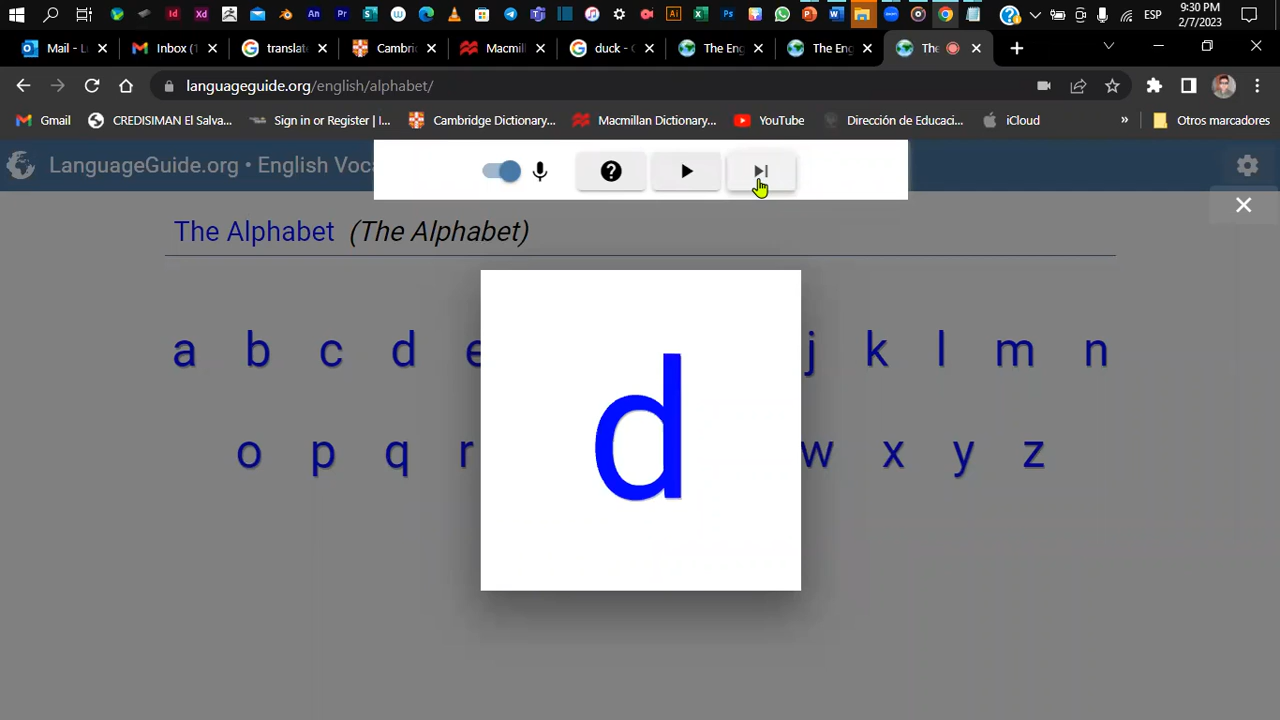 9:30 PM
ESP
2/7/2023
Mail - L
Inbox (1
translat
Cambri
Macmill
duck - G
The Eng
The Eng
The
languageguide.org/english/alphabet/
Gmail
CREDISIMAN El Salva...
Sign in or Register | I...
Cambridge Dictionary...
Macmillan Dictionary...
YouTube
Dirección de Educaci...
iCloud
»
Otros marcadores
LanguageGuide.org • English Voca
The Alphabet (The Alphabet)
d
a b c d e j k l m n
o p q r w x y z